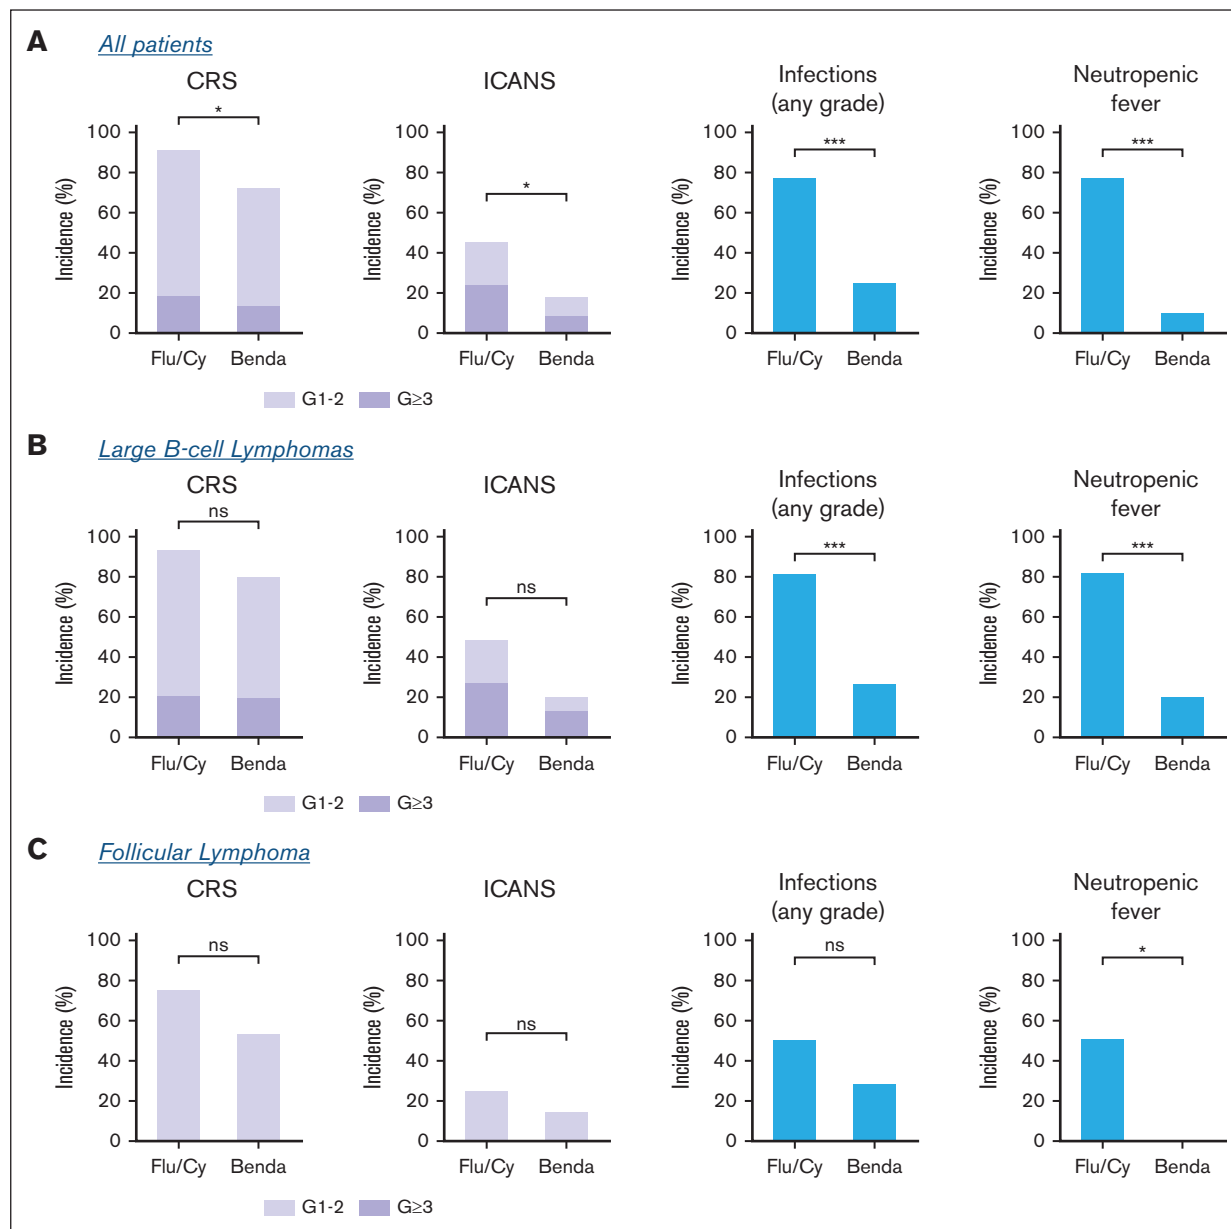 A All patients
CRS
ICANS
Infections
(any grade)
Neutropenic
fever
*
*
***
***
Incidence (%)
100
80
60
40
20
0
Flu/Cy Benda
Incidence (%)
100
80
60
40
20
0
Flu/Cy Benda
Incidence (%)
100
80
60
40
20
0
Flu/Cy Benda
Incidence (%)
100
80
60
40
20
0
Flu/Cy Benda
G1-2 G≥3
B Large B-cell Lymphomas
CRS
ICANS
Infections
(any grade)
Neutropenic
fever
ns
ns
***
***
Incidence (%)
100
80
60
40
20
0
Flu/Cy Benda
Incidence (%)
100
80
60
40
20
0
Flu/Cy Benda
Incidence (%)
100
80
60
40
20
0
Flu/Cy Benda
Incidence (%)
100
80
60
40
20
0
Flu/Cy Benda
G1-2 G≥3
C Follicular Lymphoma
CRS
ICANS
Infections
(any grade)
Neutropenic
fever
ns
ns
ns
*
Incidence (%)
100
80
60
40
20
0
Flu/Cy Benda
Incidence (%)
100
80
60
40
20
0
Flu/Cy Benda
Incidence (%)
100
80
60
40
20
0
Flu/Cy Benda
Incidence (%)
100
80
60
40
20
0
Flu/Cy Benda
G1-2 G≥3